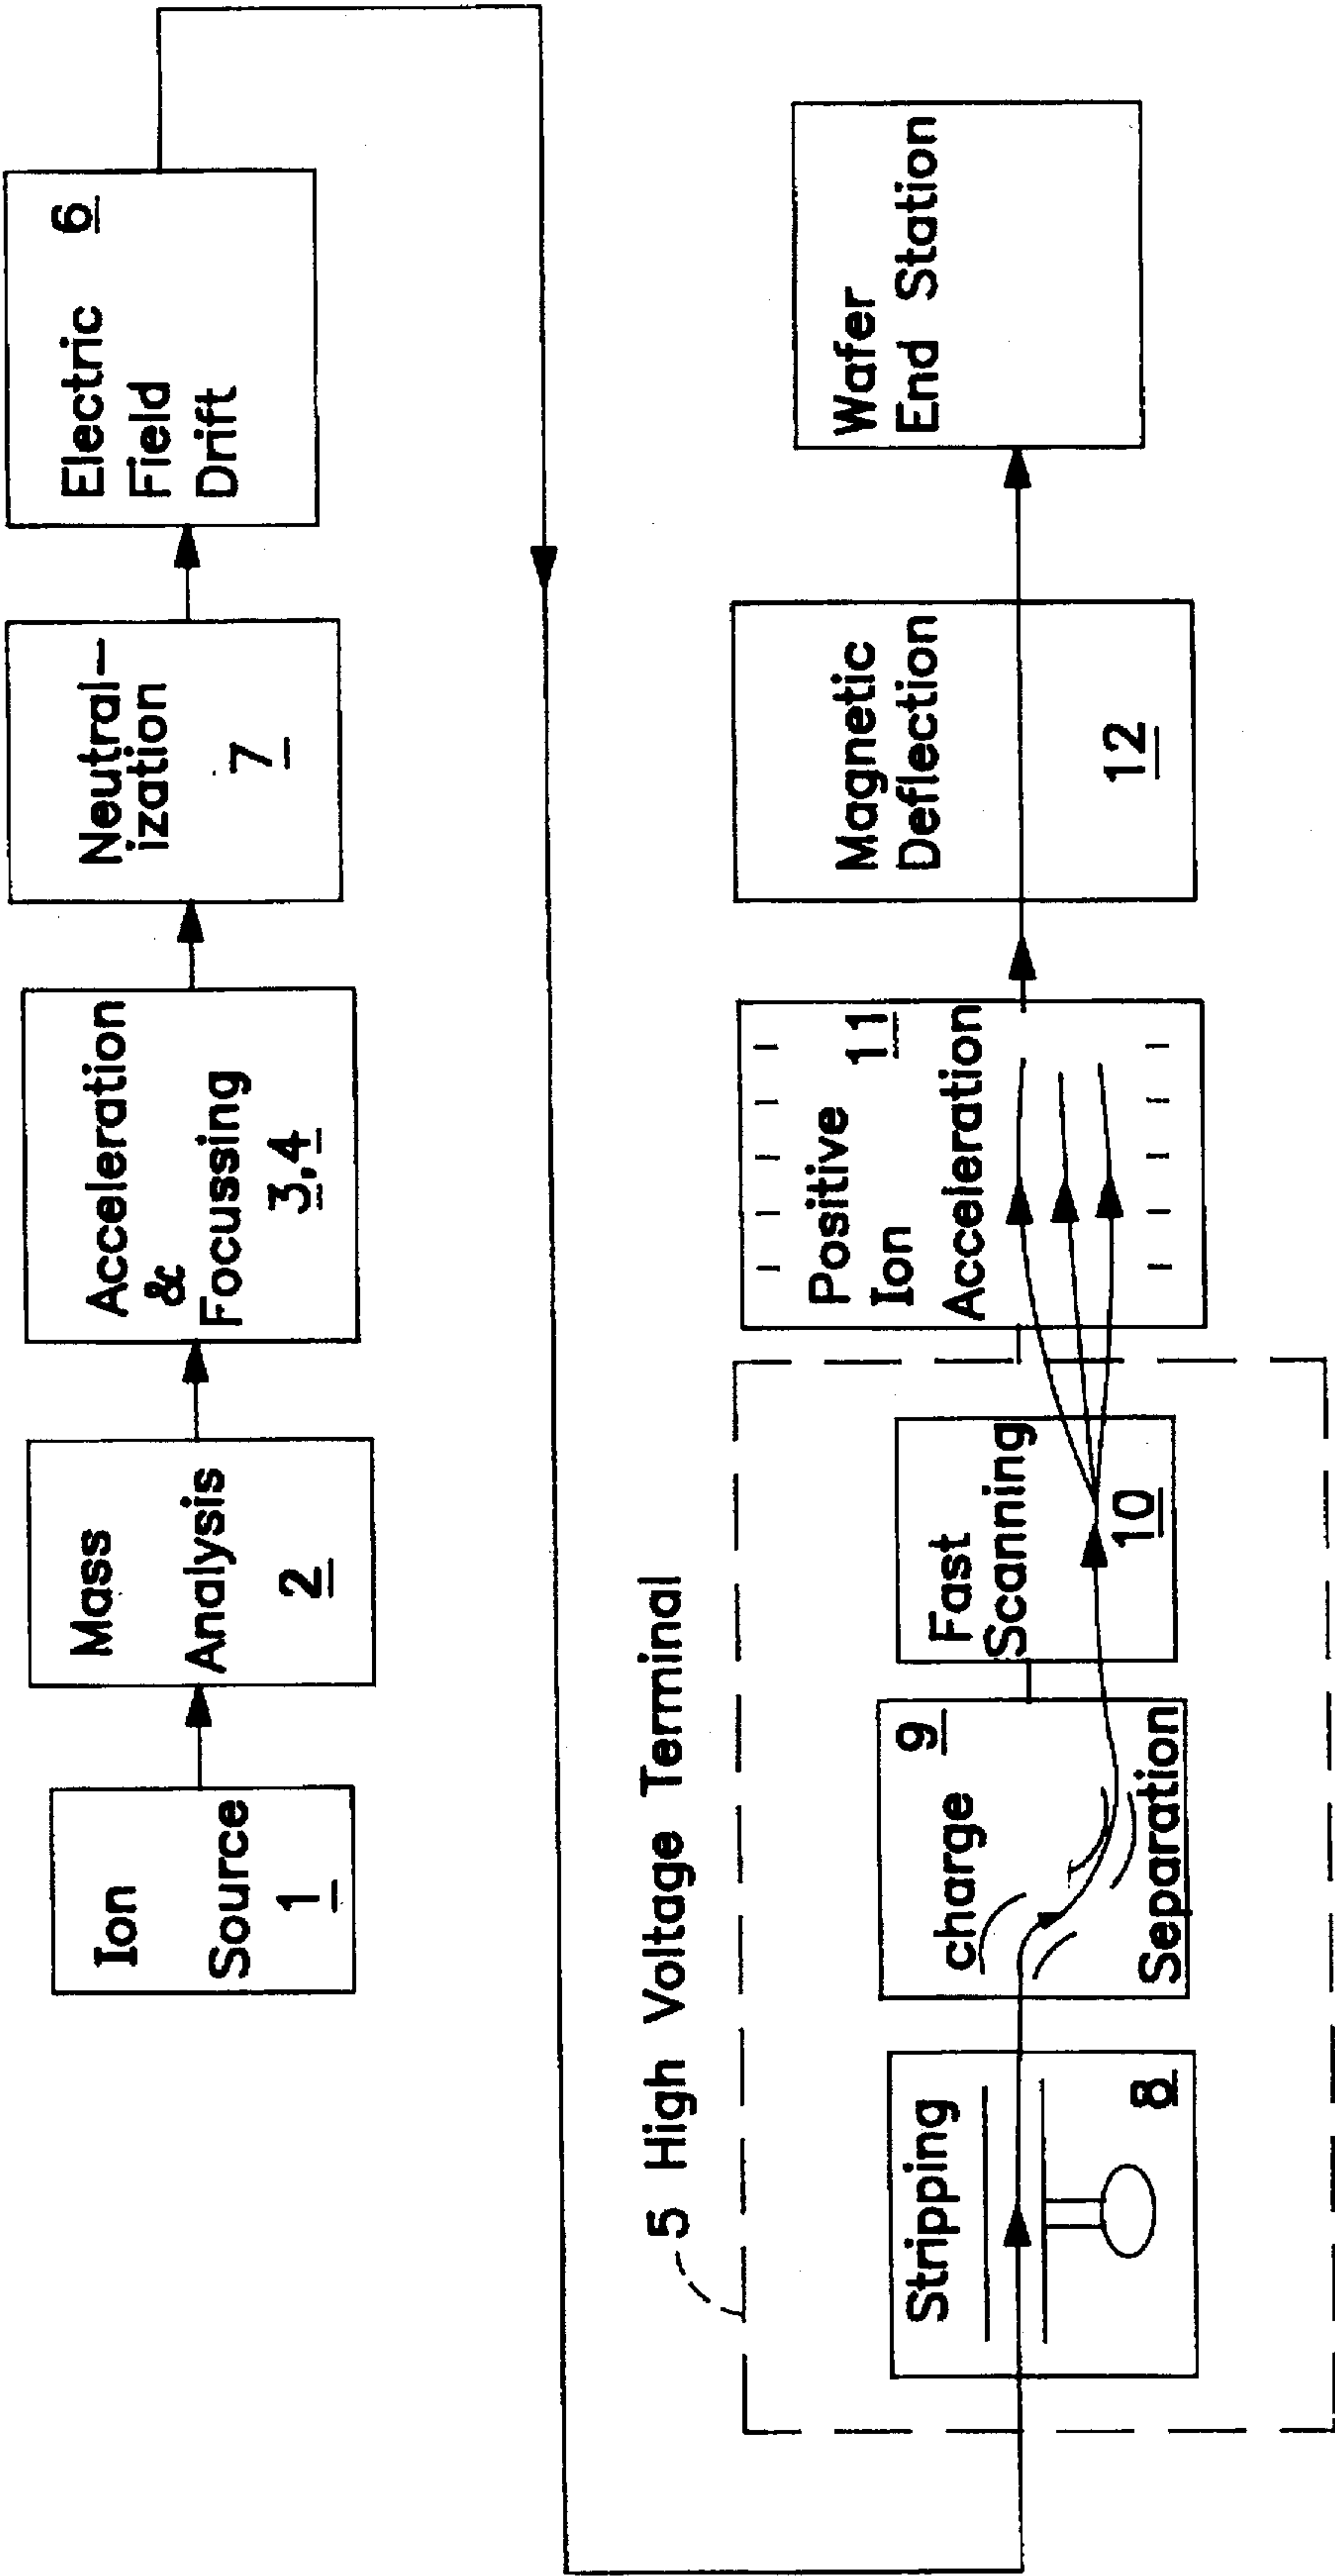 Ion
Source
1
Mass
Analysis
2
Acceleration
&
Focussing
3,4
Neutral-
ization
7
Electric 6
Field
Drift
5 High Voltage Terminal
Stripping
8
charge 9
Separation
Fast
Scanning
10
Positive
Ion 11
Acceleration
Magnetic
Deflection
12
Wafer
End Station